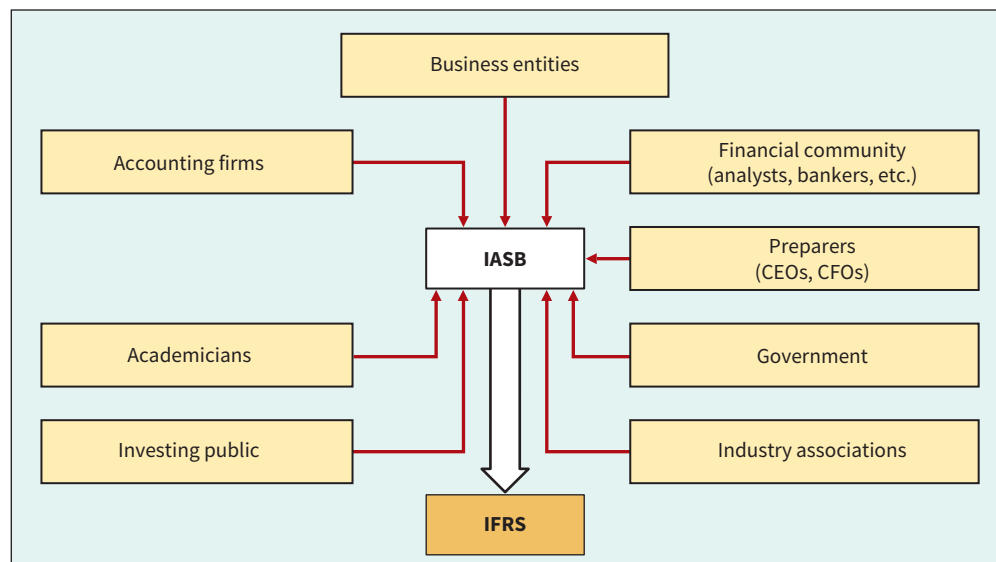 Business entities
Accounting firms
Financial community
(analysts, bankers, etc.)
IASB
Preparers
(CEOs, CFOs)
Academicians
Government
Investing public
Industry associations
IFRS